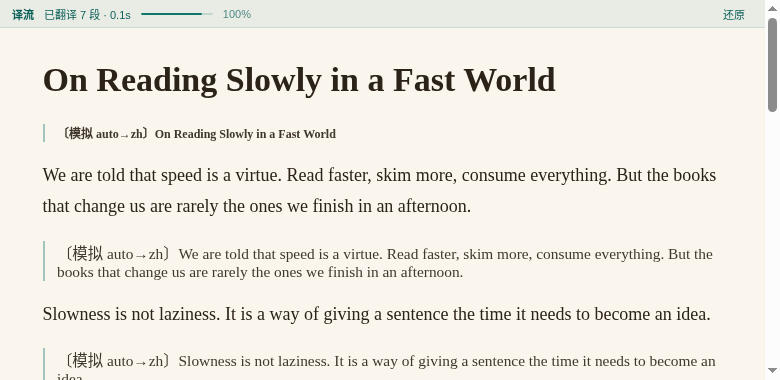 译流 已翻译 7 段 · 0.1s 100% 还原
On Reading Slowly in a Fast World
〔模拟 auto→zh〕On Reading Slowly in a Fast World
We are told that speed is a virtue. Read faster, skim more, consume everything. But the books
that change us are rarely the ones we finish in an afternoon.
〔模拟 auto→zh〕We are told that speed is a virtue. Read faster, skim more, consume everything. But the
books that change us are rarely the ones we finish in an afternoon.
Slowness is not laziness. It is a way of giving a sentence the time it needs to become an idea.
〔模拟 auto→zh〕Slowness is not laziness. It is a way of giving a sentence the time it needs to become an
idea.